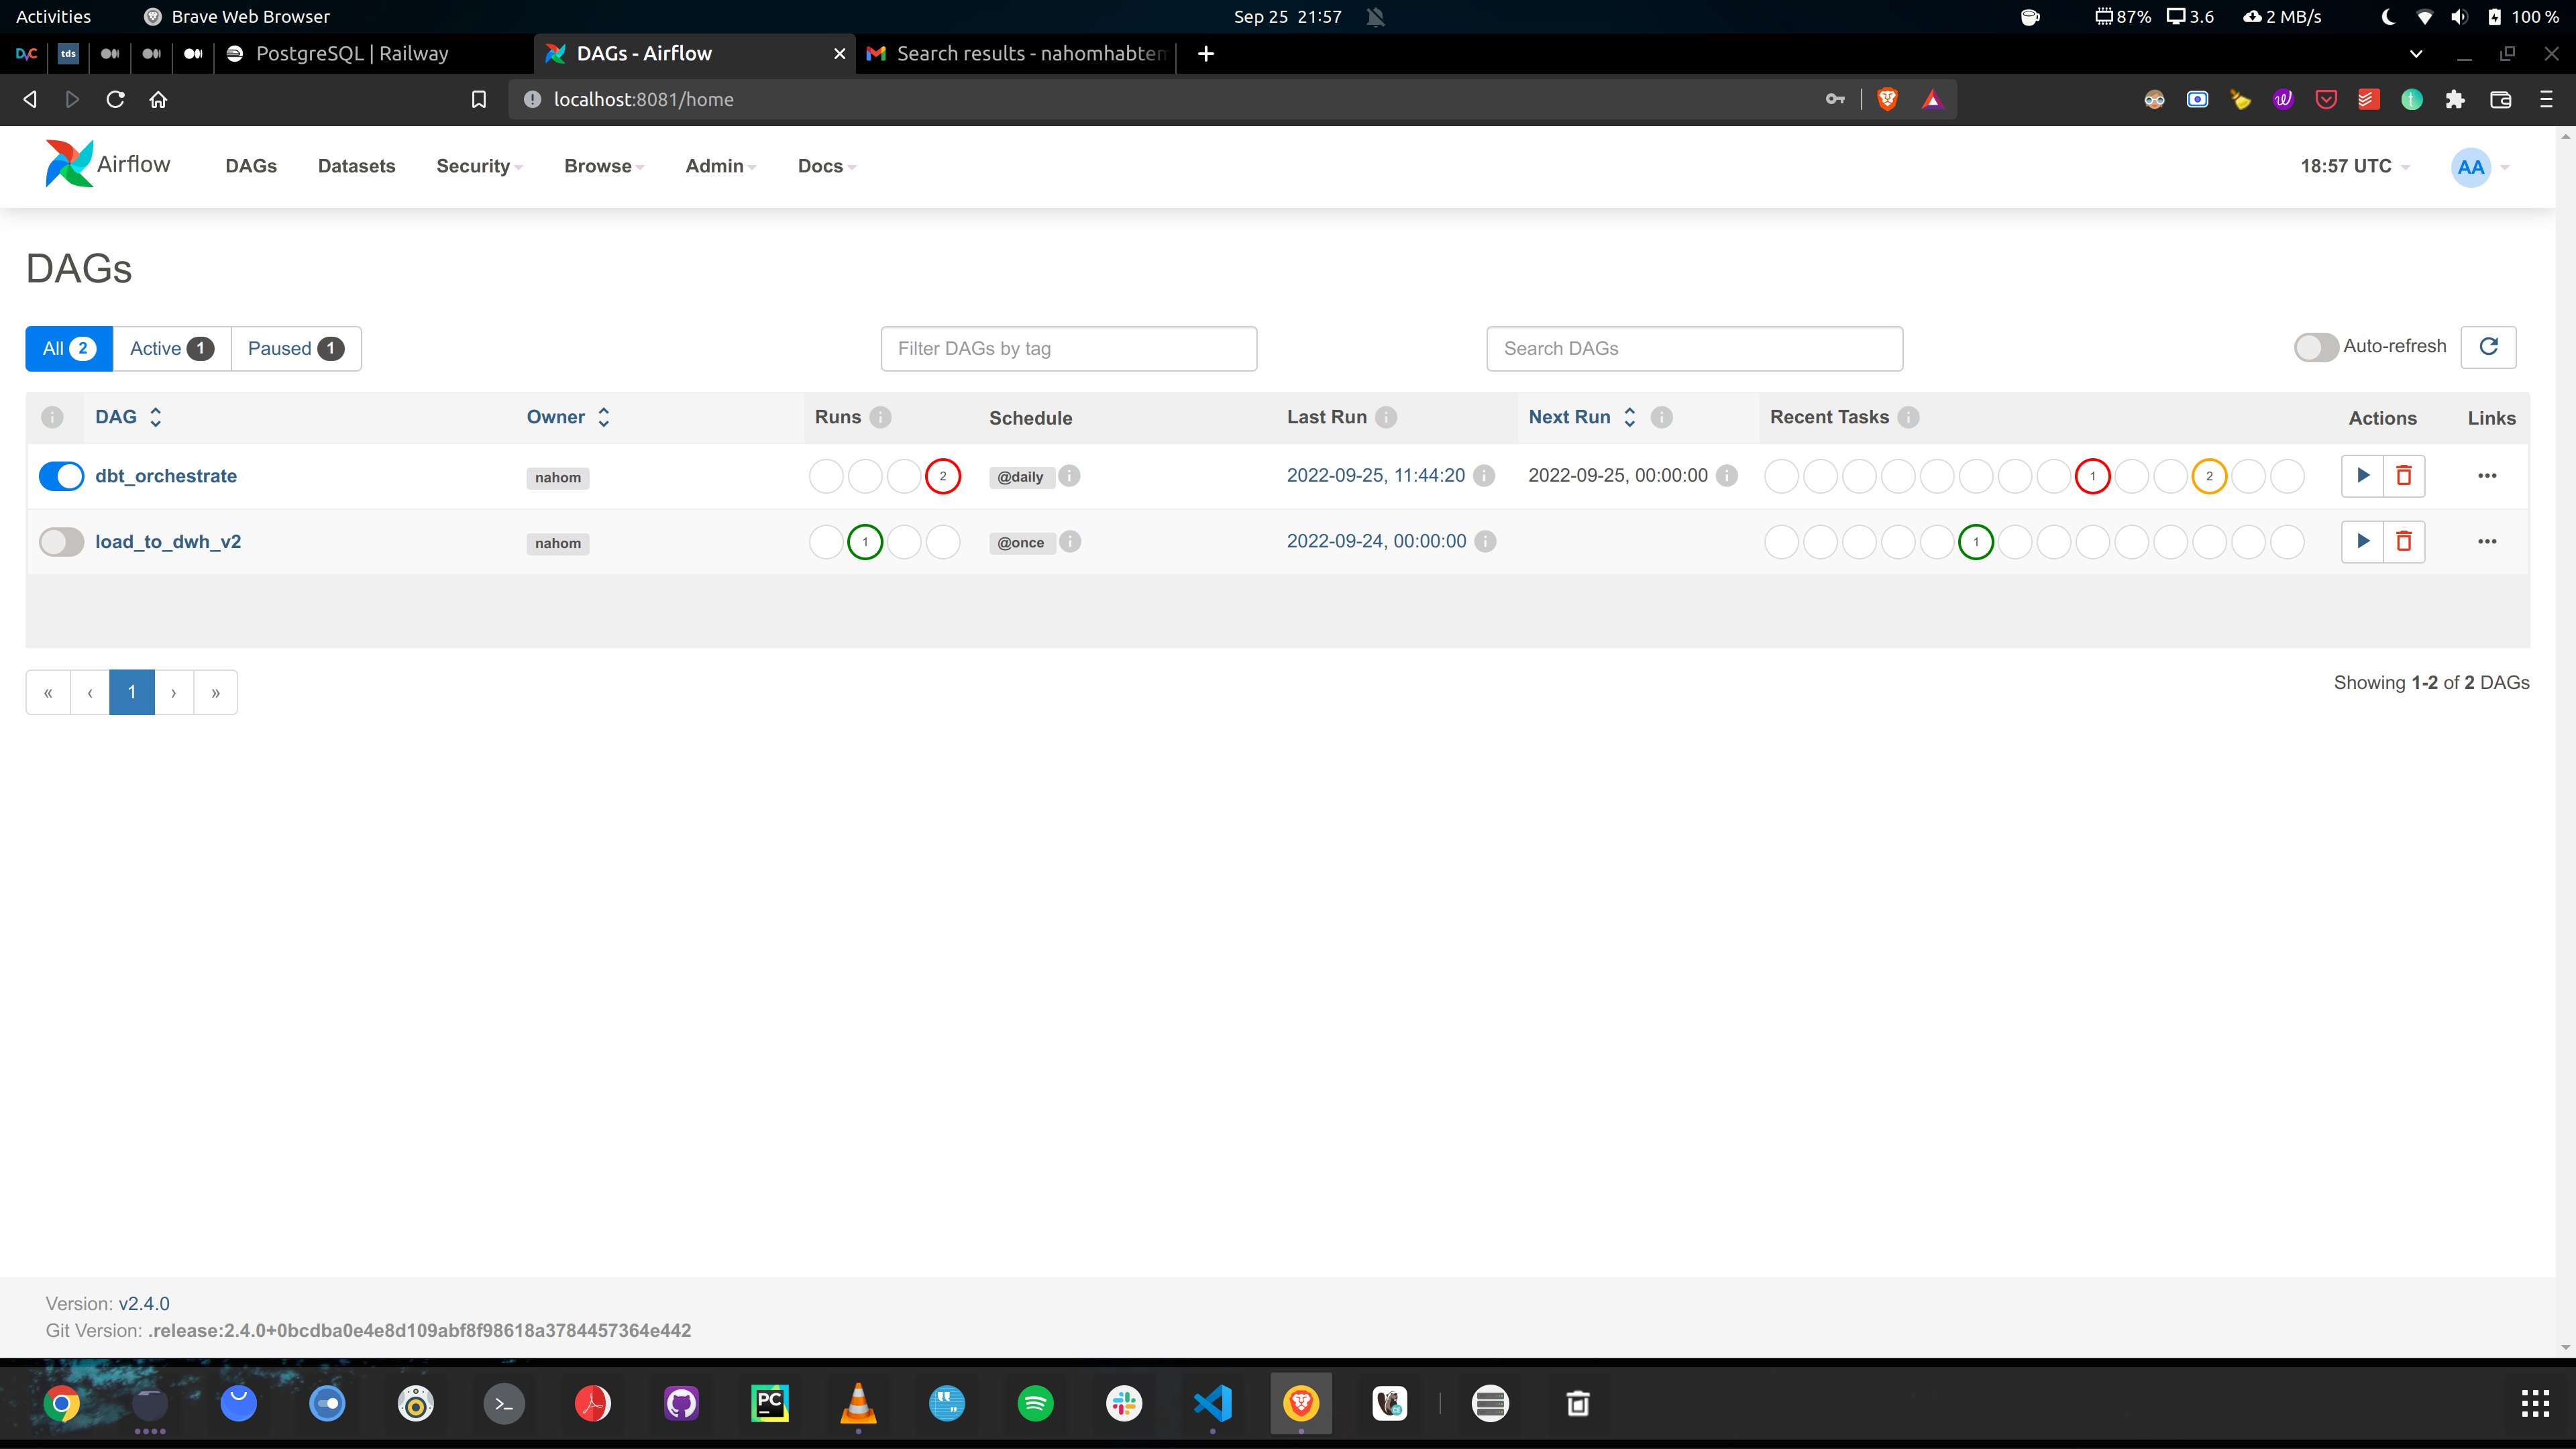 Activities Brave Web Browser Sep 25 21:57 87% 3.6 2 MB/s 100 %
DVC tds PostgreSQL | Railway DAGs - Airflow Search results - nahomhabtem
localhost:8081/home
Airflow DAGs Datasets Security Browse Admin Docs 18:57 UTC AA
DAGs
All 2 Active 1 Paused 1 Filter DAGs by tag Search DAGs Auto-refresh
DAG Owner Runs Schedule Last Run Next Run Recent Tasks Actions Links
dbt_orchestrate nahom 2 @daily 2022-09-25, 11:44:20 2022-09-25, 00:00:00 1 2
load_to_dwh_v2 nahom 1 @once 2022-09-24, 00:00:00 1
« ‹ 1 › » Showing 1-2 of 2 DAGs
Version: v2.4.0
Git Version: .release:2.4.0+0bcdba0e4e8d109abf8f98618a3784457364e442
PC